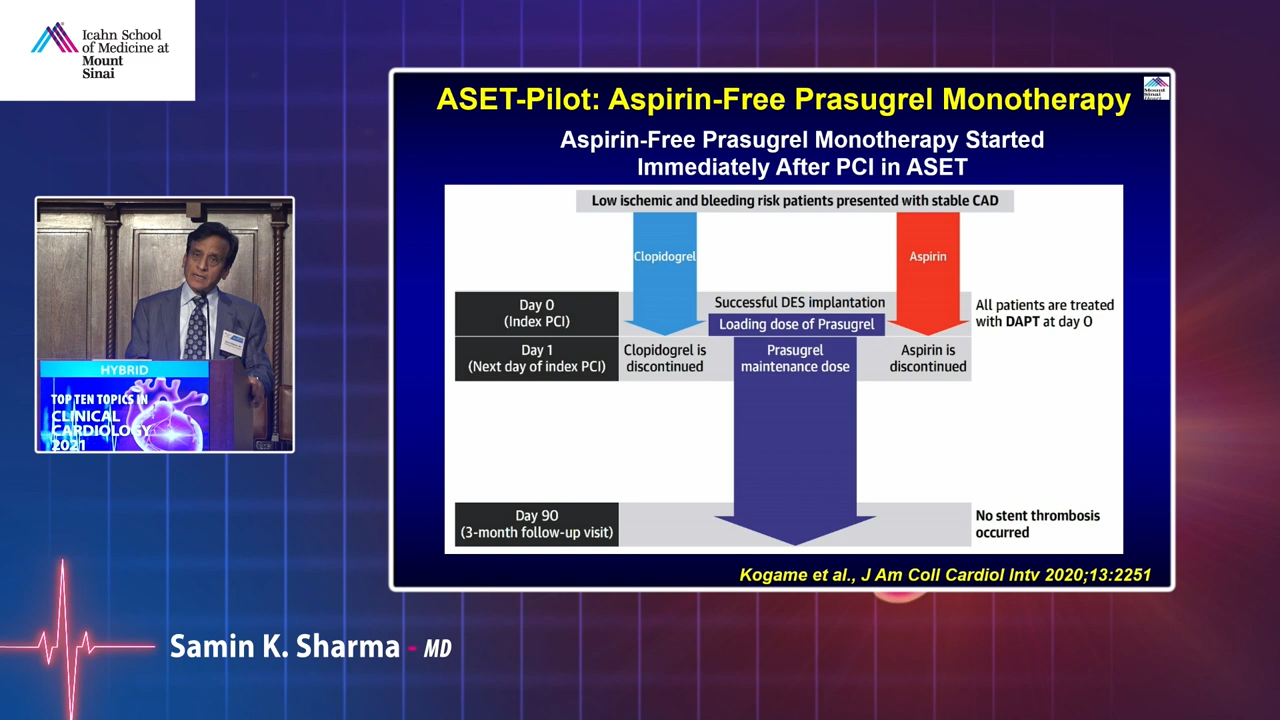 Icahn School
of Medicine at
Mount
Sinai
ASET-Pilot: Aspirin-Free Prasugrel Monotherapy
Mount
Sinai
Heart
Aspirin-Free Prasugrel Monotherapy Started
Immediately After PCI in ASET
Low ischemic and bleeding risk patients presented with stable CAD
Clopidogrel
Aspirin
Day 0
(Index PCI)
Successful DES implantation
Loading dose of Prasugrel
All patients are treated
with DAPT at day 0
Day 1
(Next day of index PCI)
Clopidogrel is
discontinued
Prasugrel
maintenance dose
Aspirin is
discontinued
Day 90
(3-month follow-up visit)
No stent thrombosis
occurred
Kogame et al., J Am Coll Cardiol Intv 2020;13:2251
HYBRID
TOP TEN TOPICS IN
CLINICAL
CARDIOLOGY
2021
Samin K. Sharma - MD